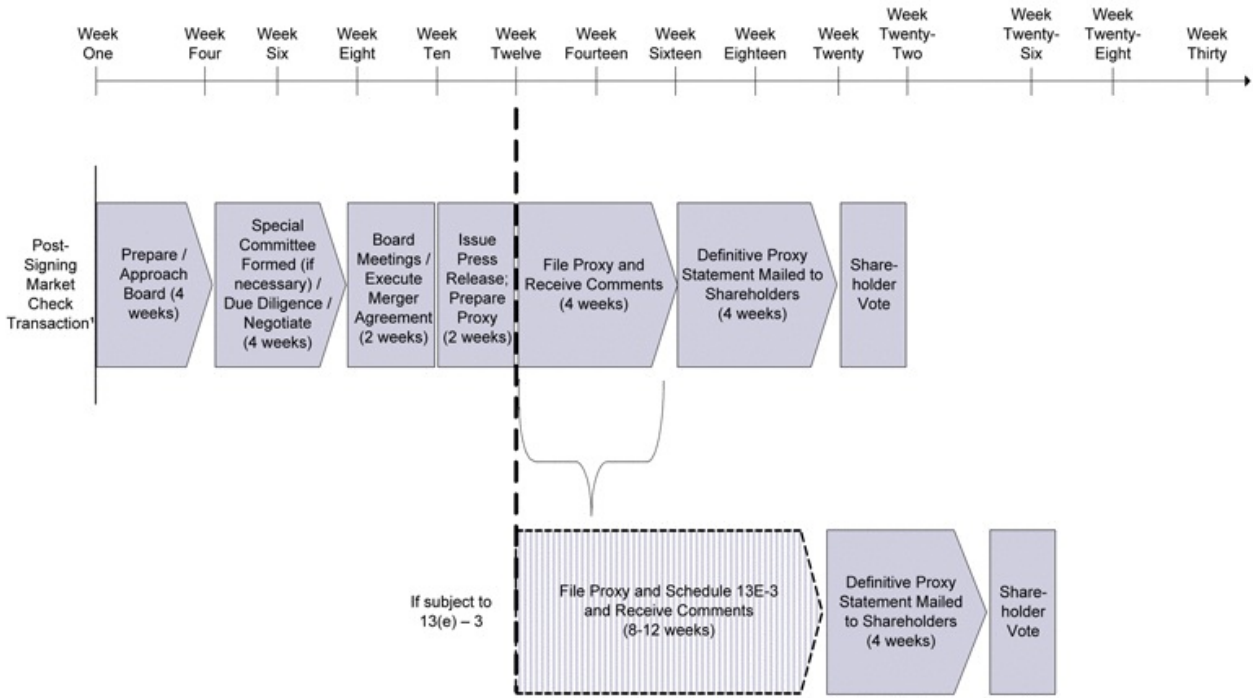 Week
One
Week
Four
Week
Six
Week
Eight
Week
Ten
Week
Twelve
Week
Fourteen
Week
Sixteen
Week
Eighteen
Week
Twenty
Week
Twenty-
Two
Week
Twenty-
Six
Week
Twenty-
Eight
Week
Thirty
Post-
Signing
Market
Check
Transaction¹
Prepare /
Approach
Board (4
weeks)
Special
Committee
Formed (if
necessary) /
Due Diligence /
Negotiate
(4 weeks)
Board
Meetings /
Execute
Merger
Agreement
(2 weeks)
Issue
Press
Release;
Prepare
Proxy
(2 weeks)
File Proxy and
Receive Comments
(4 weeks)
Definitive Proxy
Statement Mailed to
Shareholders
(4 weeks)
Share-
holder
Vote
If subject to
13(e) – 3
File Proxy and Schedule 13E-3
and Receive Comments
(8-12 weeks)
Definitive Proxy
Statement Mailed
to Shareholders
(4 weeks)
Share-
holder
Vote